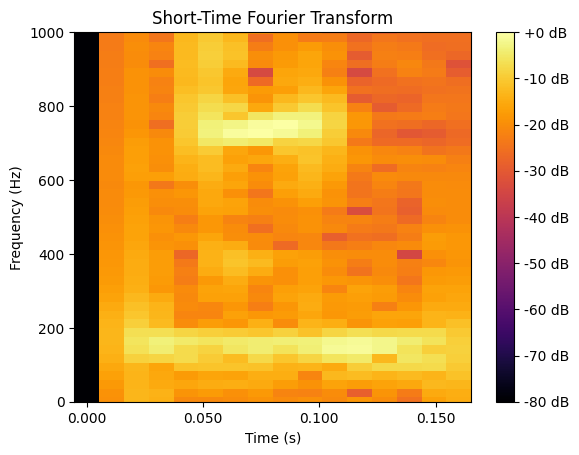 Short-Time Fourier Transform
1000
800
600
400
200
0
Frequency (Hz)
0.000
0.050
0.100
0.150
Time (s)
+0 dB
-10 dB
-20 dB
-30 dB
-40 dB
-50 dB
-60 dB
-70 dB
-80 dB